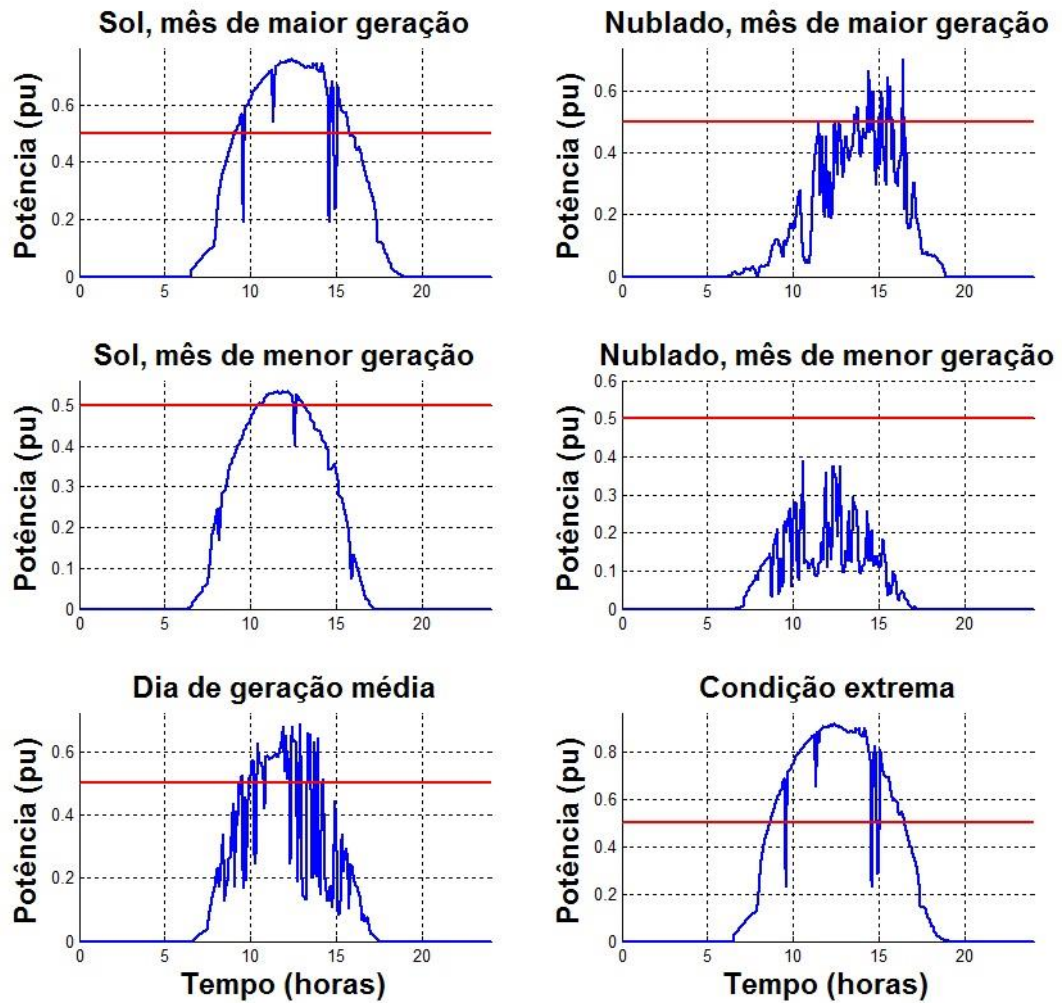 Sol, mês de maior geração
Potência (pu)
0.6
0.4
0.2
0
0 5 10 15 20
Nublado, mês de maior geração
Potência (pu)
0.6
0.4
0.2
0
0 5 10 15 20
Sol, mês de menor geração
Potência (pu)
0.5
0.4
0.3
0.2
0.1
0
0 5 10 15 20
Nublado, mês de menor geração
Potência (pu)
0.6
0.5
0.4
0.3
0.2
0.1
0
0 5 10 15 20
Dia de geração média
Potência (pu)
0.6
0.4
0.2
0
0 5 10 15 20
Tempo (horas)
Condição extrema
Potência (pu)
0.8
0.6
0.4
0.2
0
0 5 10 15 20
Tempo (horas)